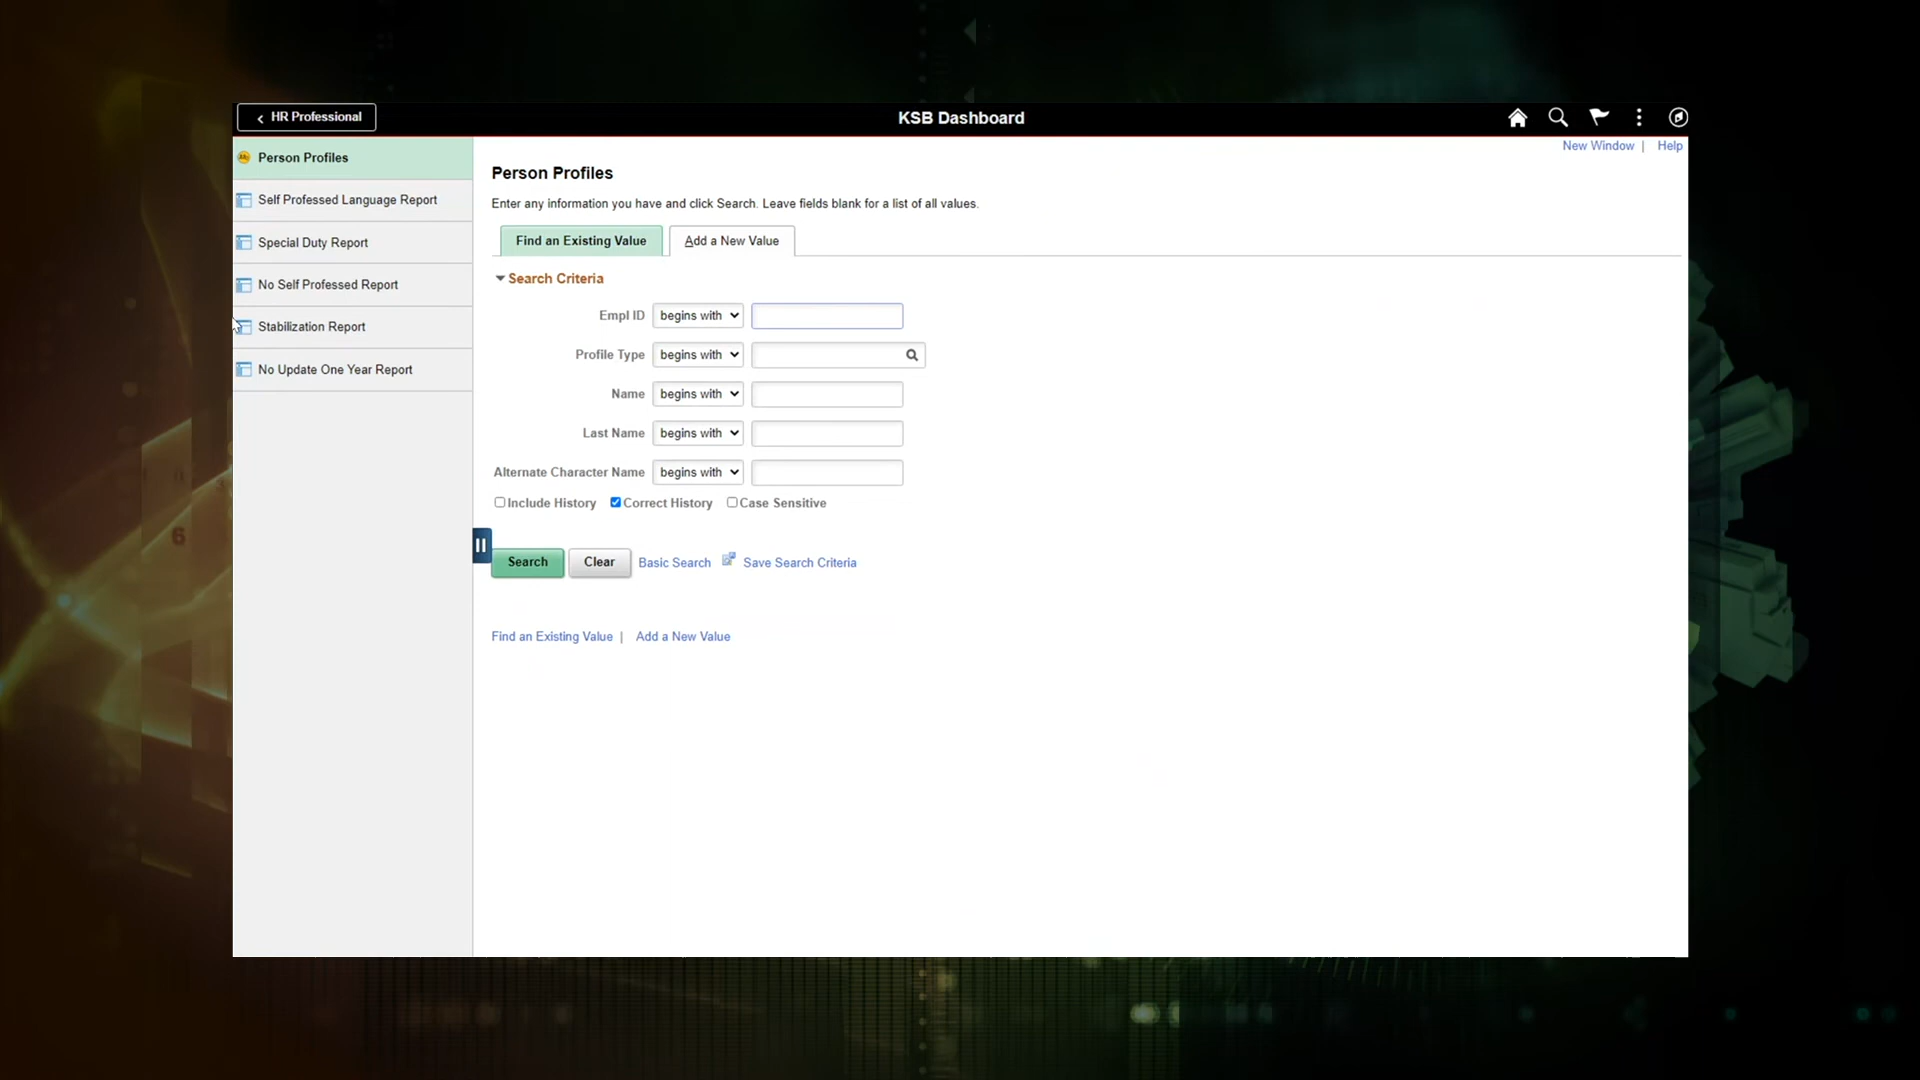 HR Professional
KSB Dashboard
New Window | Help
Person Profiles
Self Professed Language Report
Special Duty Report
No Self Professed Report
Stabilization Report
No Update One Year Report
Person Profiles
Enter any information you have and click Search. Leave fields blank for a list of all values.
Find an Existing Value
Add a New Value
Search Criteria
Empl ID begins with
Profile Type begins with
Name begins with
Last Name begins with
Alternate Character Name begins with
Include History Correct History Case Sensitive
Search Clear Basic Search Save Search Criteria
Find an Existing Value | Add a New Value
6